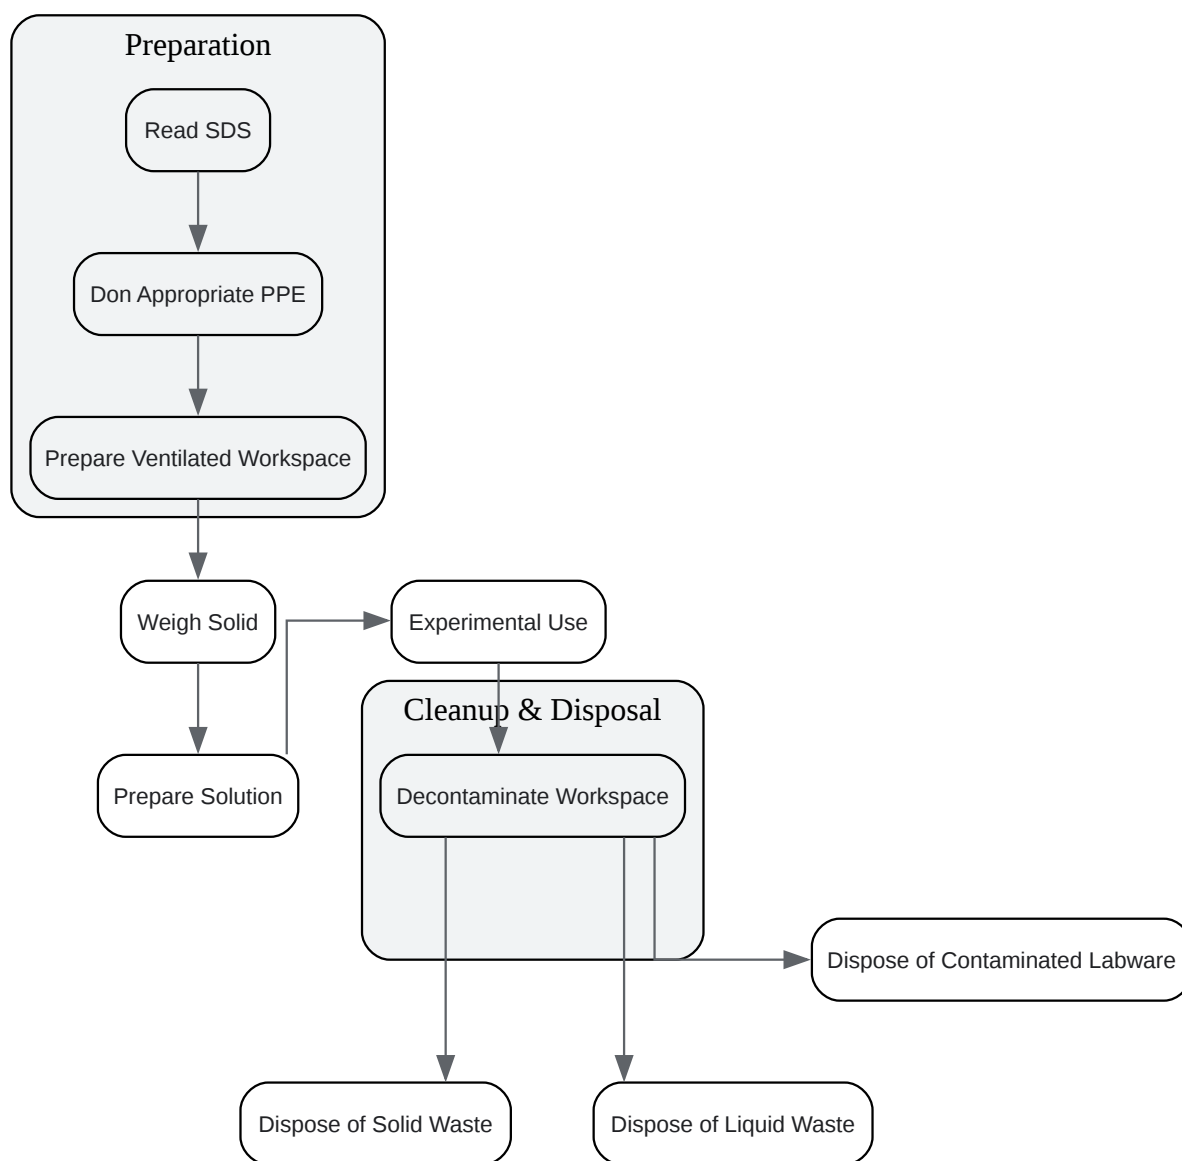 Preparation
Read SDS
Don Appropriate PPE
Prepare Ventilated Workspace
Weigh Solid
Experimental Use
Cleanup & Disposal
Prepare Solution
Decontaminate Workspace
Dispose of Contaminated Labware
Dispose of Solid Waste
Dispose of Liquid Waste